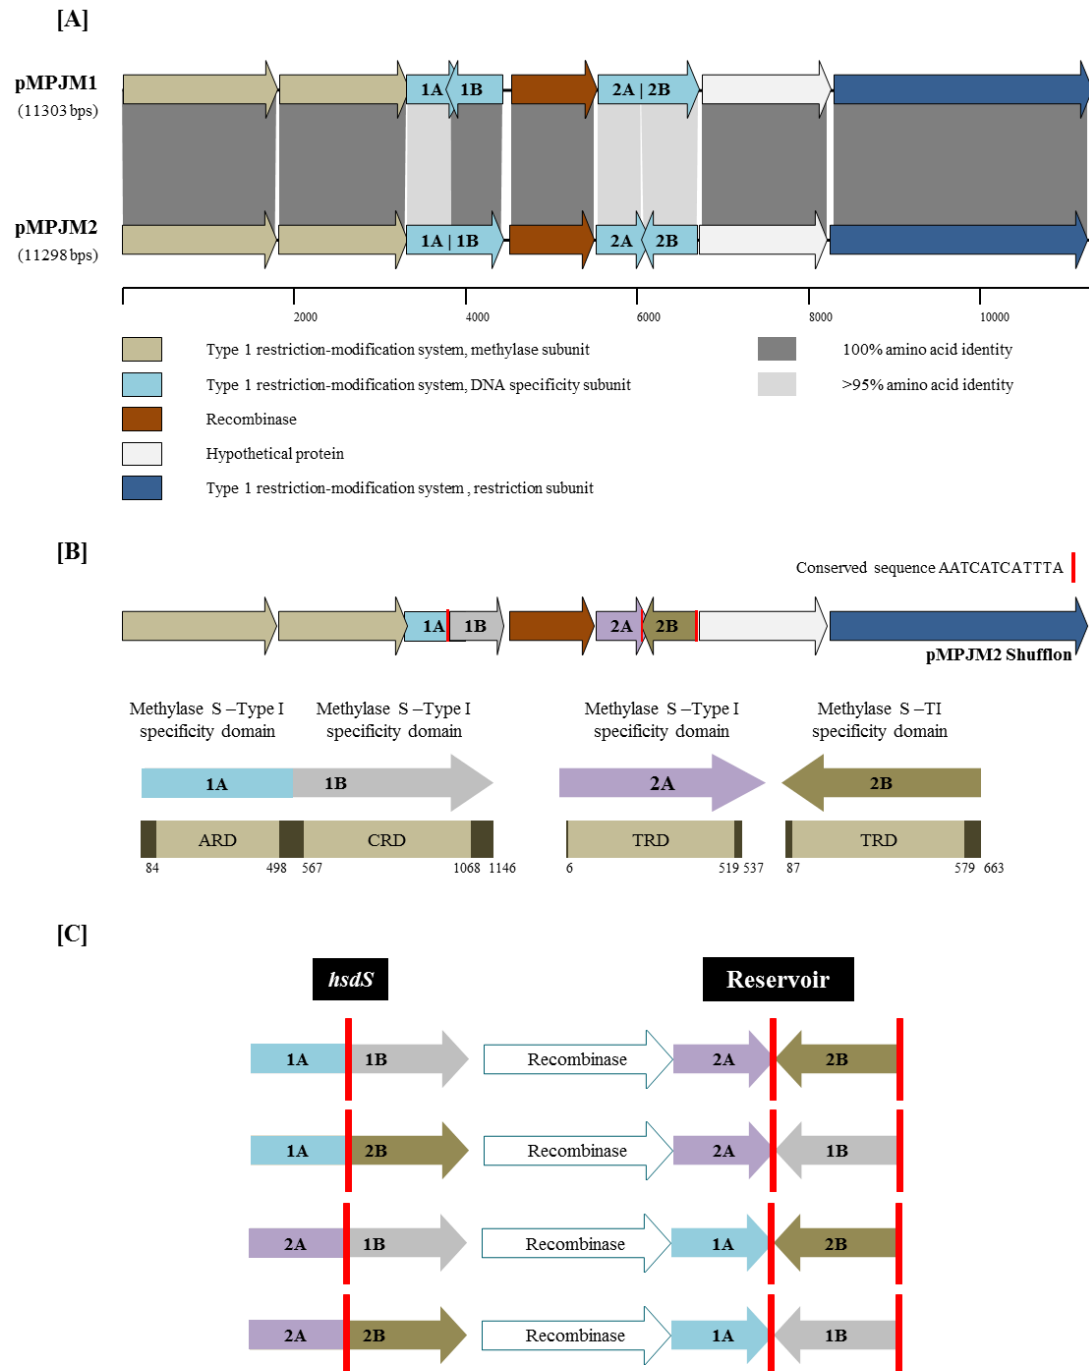 [A]
pMPJM1
(11303 bps)
1A 1B
2A | 2B
pMPJM2
(11298 bps)
1A | 1B
2A 2B
2000 4000 6000 8000 10000
Type 1 restriction-modification system, methylase subunit
100% amino acid identity
Type 1 restriction-modification system, DNA specificity subunit
>95% amino acid identity
Recombinase
Hypothetical protein
Type 1 restriction-modification system , restriction subunit
[B]
Conserved sequence AATCATCATTTA
1A 1B 2A 2B
pMPJM2 Shufflon
Methylase S –Type I
specificity domain
Methylase S –Type I
specificity domain
Methylase S –Type I
specificity domain
Methylase S –TI
specificity domain
1A 1B 2A 2B
ARD CRD TRD TRD
84 498 567 1068 1146 6 519 537 87 579 663
[C]
hsdS
Reservoir
1A 1B Recombinase 2A 2B
1A 2B Recombinase 2A 1B
2A 1B Recombinase 1A 2B
2A 2B Recombinase 1A 1B